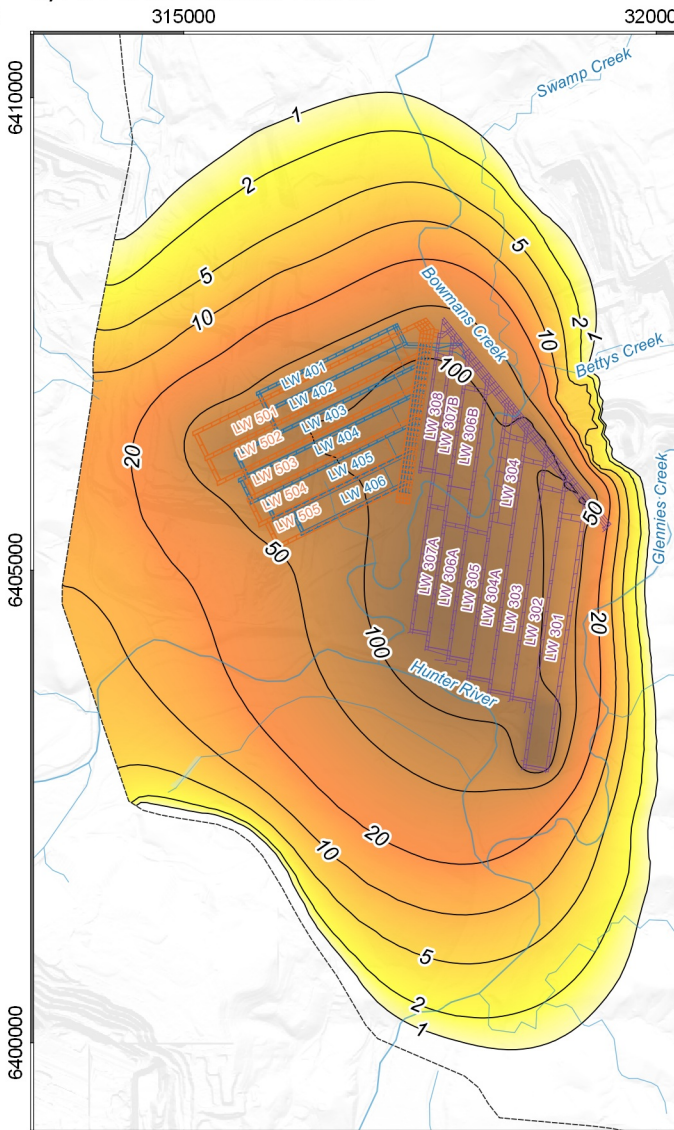 315000
32000
6410000
Swamp Creek
1
2
5
5
10
Bowmans Creek
2
1
10
Bettys Creek
100
LW 401
LW 402
LW 501
LW 403
LW 308
LW 307B
LW 306B
LW 502
LW 404
20
LW 503
LW 405
LW 304
Glennies Creek
LW 504
LW 406
50
LW 505
50
6405000
LW 307A
LW 306A
LW 305
LW 304A
LW 303
LW 302
LW 301
20
100
Hunter River
20
10
5
2
1
6400000